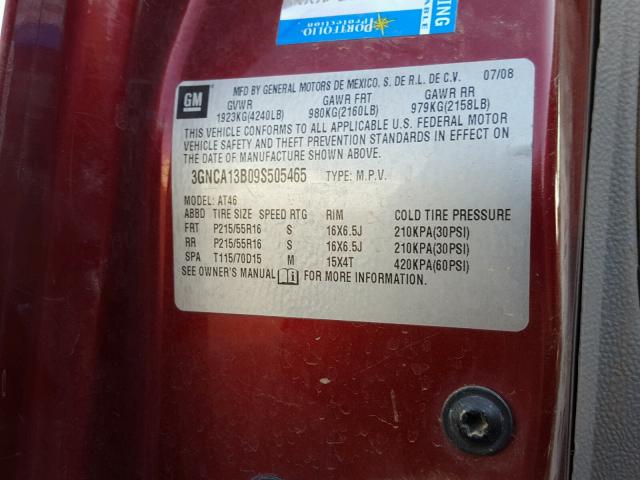 PORTFOLIO
Protection
ING
ABLE
GM
MFD BY GENERAL MOTORS DE MEXICO, S. DE R.L. DE C.V. 07/08
GVWR GAWR FRT GAWR RR
1923KG(4240LB) 980KG(2160LB) 979KG(2158LB)
THIS VEHICLE CONFORMS TO ALL APPLICABLE U.S. FEDERAL MOTOR
VEHICLE SAFETY AND THEFT PREVENTION STANDARDS IN EFFECT ON
THE DATE OF MANUFACTURE SHOWN ABOVE.
3GNCA13B09S505465 TYPE: M.P.V.
MODEL: AT46
ABBD TIRE SIZE SPEED RTG RIM COLD TIRE PRESSURE
FRT P215/55R16 S 16X6.5J 210KPA(30PSI)
RR P215/55R16 S 16X6.5J 210KPA(30PSI)
SPA T115/70D15 M 15X4T 420KPA(60PSI)
SEE OWNER'S MANUAL FOR MORE INFORMATION.